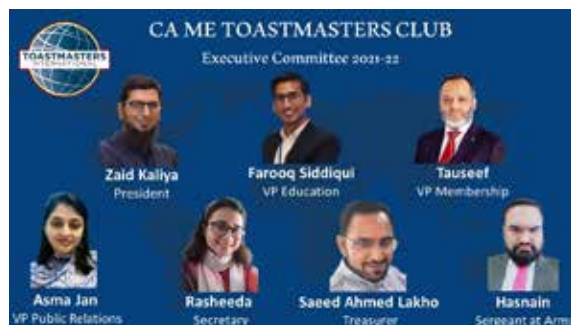 CA ME TOASTMASTERS CLUB
Executive Committee 2021-22
TOASTMASTERS
INTERNATIONAL
Zaid Kaliya
President
Farooq Siddiqui
VP Education
Tauseef
VP Membership
Asma Jan
VP Public Relations
Rasheeda
Secretary
Saeed Ahmed Lakho
Treasurer
Hasnain
Sergeant at Arms